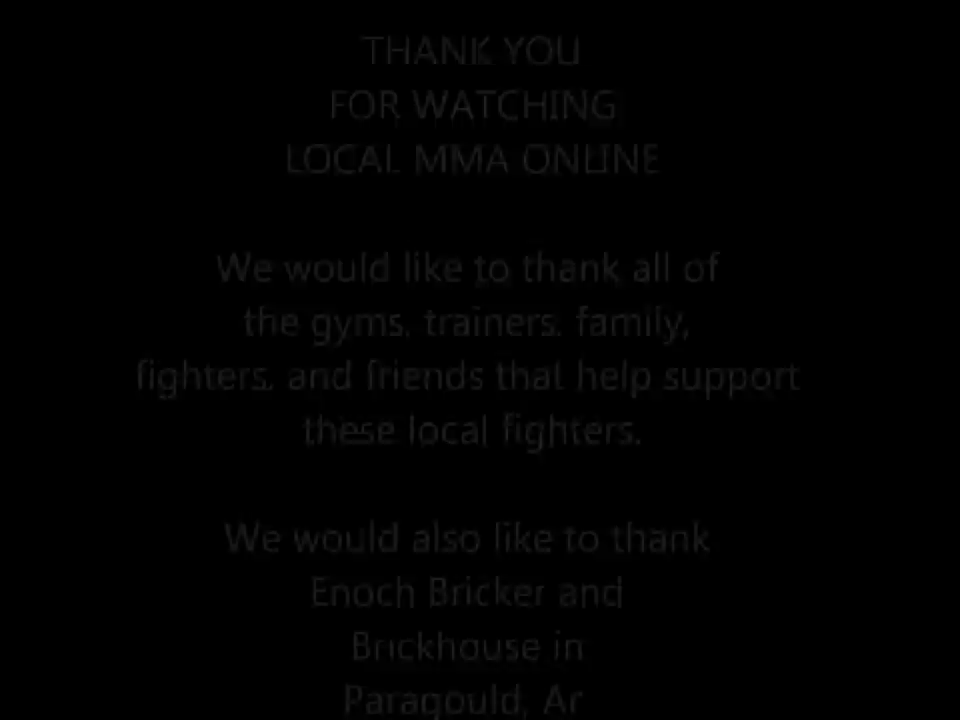 THANK YOU
FOR WATCHING
LOCAL MMA ONLINE
We would like to thank all of
the gyms, trainers, family,
fighters, and friends that help support
these local fighters.
We would also like to thank
Enoch Bricker and
Brickhouse in
Paragould, Ar